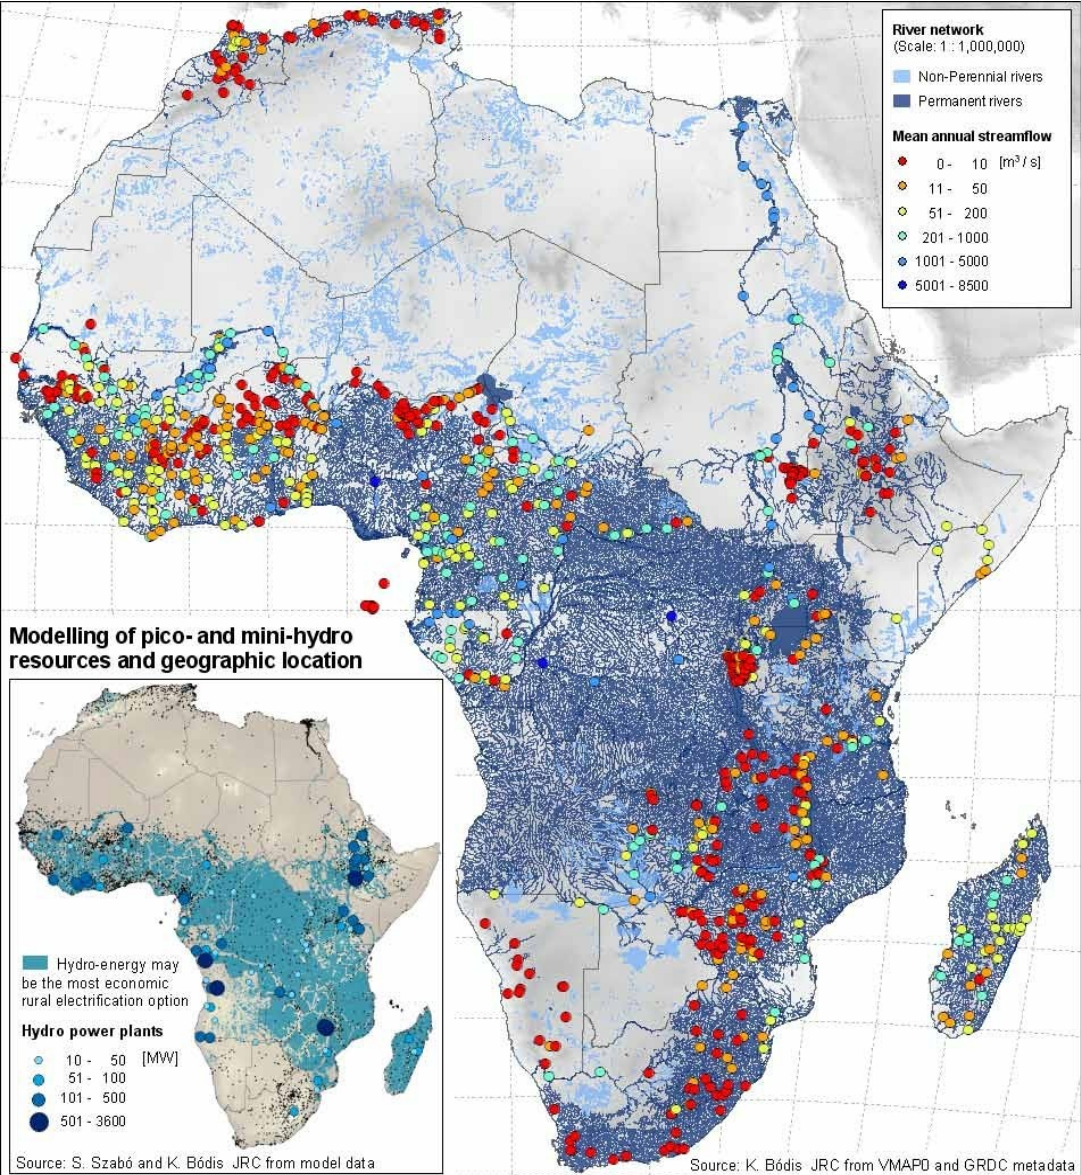 River network
(Scale: 1 : 1,000,000)
Non-Perennial rivers
Permanent rivers
Mean annual streamflow
0 - 10 [m³ / s]
11 - 50
51 - 200
201 - 1000
1001 - 5000
5001 - 8500
Modelling of pico- and mini-hydro
resources and geographic location
Hydro-energy may
be the most economic
rural electrification option
Hydro power plants
10 - 50 [MW]
51 - 100
101 - 500
501 - 3600
Source: S. Szabó and K. Bódis JRC from model data
Source: K. Bódis JRC from VMAP0 and GRDC metadata